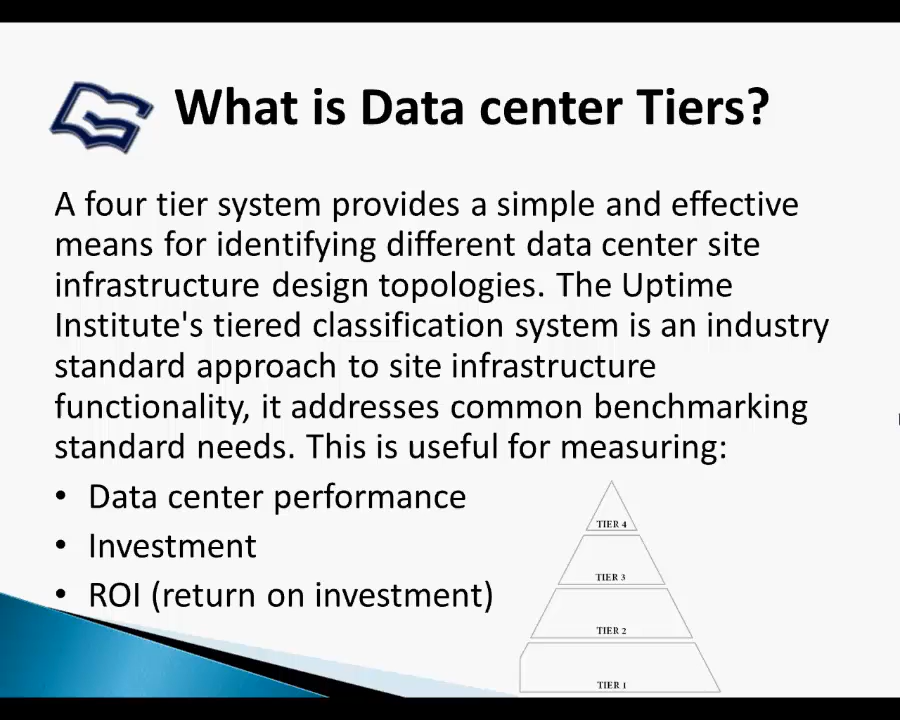 What is Data center Tiers?
A four tier system provides a simple and effective
means for identifying different data center site
infrastructure design topologies. The Uptime
Institute's tiered classification system is an industry
standard approach to site infrastructure
functionality, it addresses common benchmarking
standard needs. This is useful for measuring:
• Data center performance
• Investment
• ROI (return on investment)
TIER 4
TIER 3
TIER 2
TIER 1